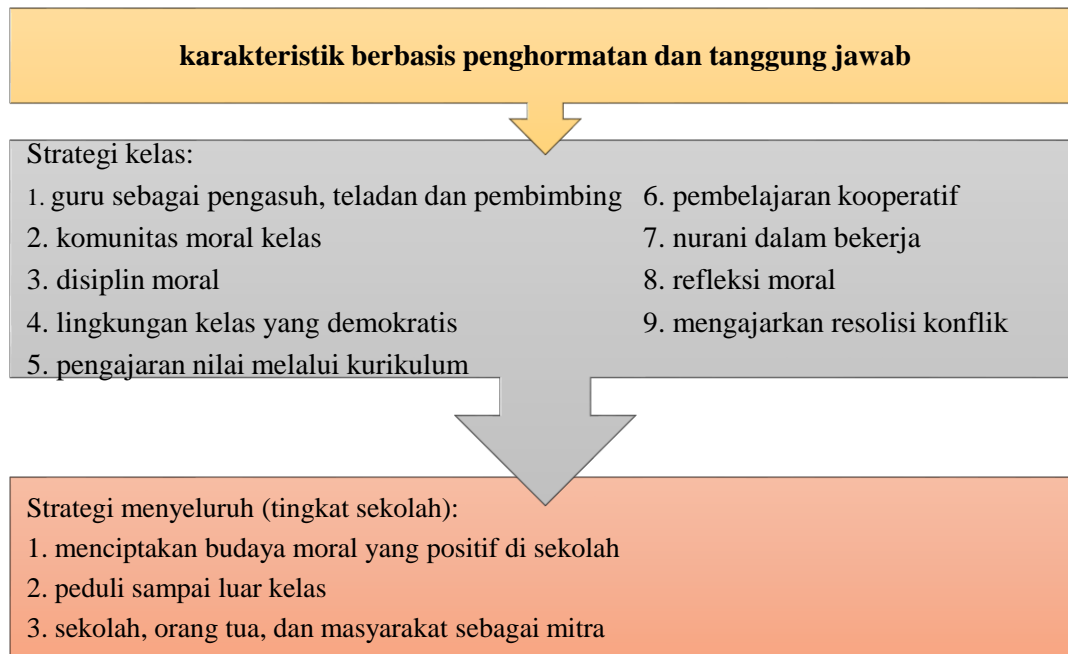 karakteristik berbasis penghormatan dan tanggung jawab
Strategi kelas:
1. guru sebagai pengasuh, teladan dan pembimbing
2. komunitas moral kelas
3. disiplin moral
4. lingkungan kelas yang demokratis
5. pengajaran nilai melalui kurikulum
6. pembelajaran kooperatif
7. nurani dalam bekerja
8. refleksi moral
9. mengajarkan resolisi konflik
Strategi menyeluruh (tingkat sekolah):
1. menciptakan budaya moral yang positif di sekolah
2. peduli sampai luar kelas
3. sekolah, orang tua, dan masyarakat sebagai mitra